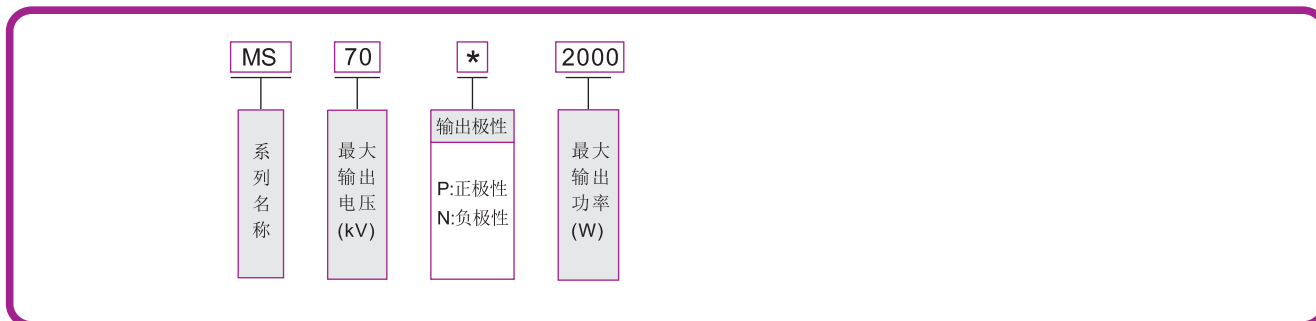 MS 70 * 2000
系
列
名
称
最大
输出
电压
(kV)
输出极性
P:正极性
N:负极性
最大
输出
功率
(W)